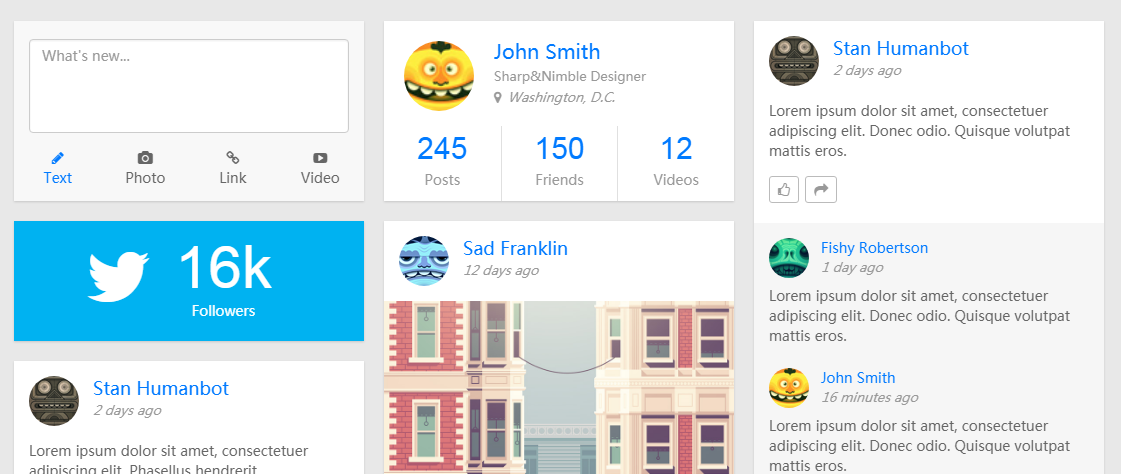 What's new...
Text
Photo
Link
Video
16k
Followers
Stan Humanbot
2 days ago
Lorem ipsum dolor sit amet, consectetuer
adipiscing elit. Phasellus hendrerit.
John Smith
Sharp&Nimble Designer
Washington, D.C.
245
150
12
Posts
Friends
Videos
Sad Franklin
12 days ago
Stan Humanbot
2 days ago
Lorem ipsum dolor sit amet, consectetuer
adipiscing elit. Donec odio. Quisque volutpat
mattis eros.
Fishy Robertson
1 day ago
Lorem ipsum dolor sit amet, consectetuer
adipiscing elit. Donec odio. Quisque volutpat
mattis eros.
John Smith
16 minutes ago
Lorem ipsum dolor sit amet, consectetuer
adipiscing elit. Donec odio. Quisque volutpat
mattis eros.